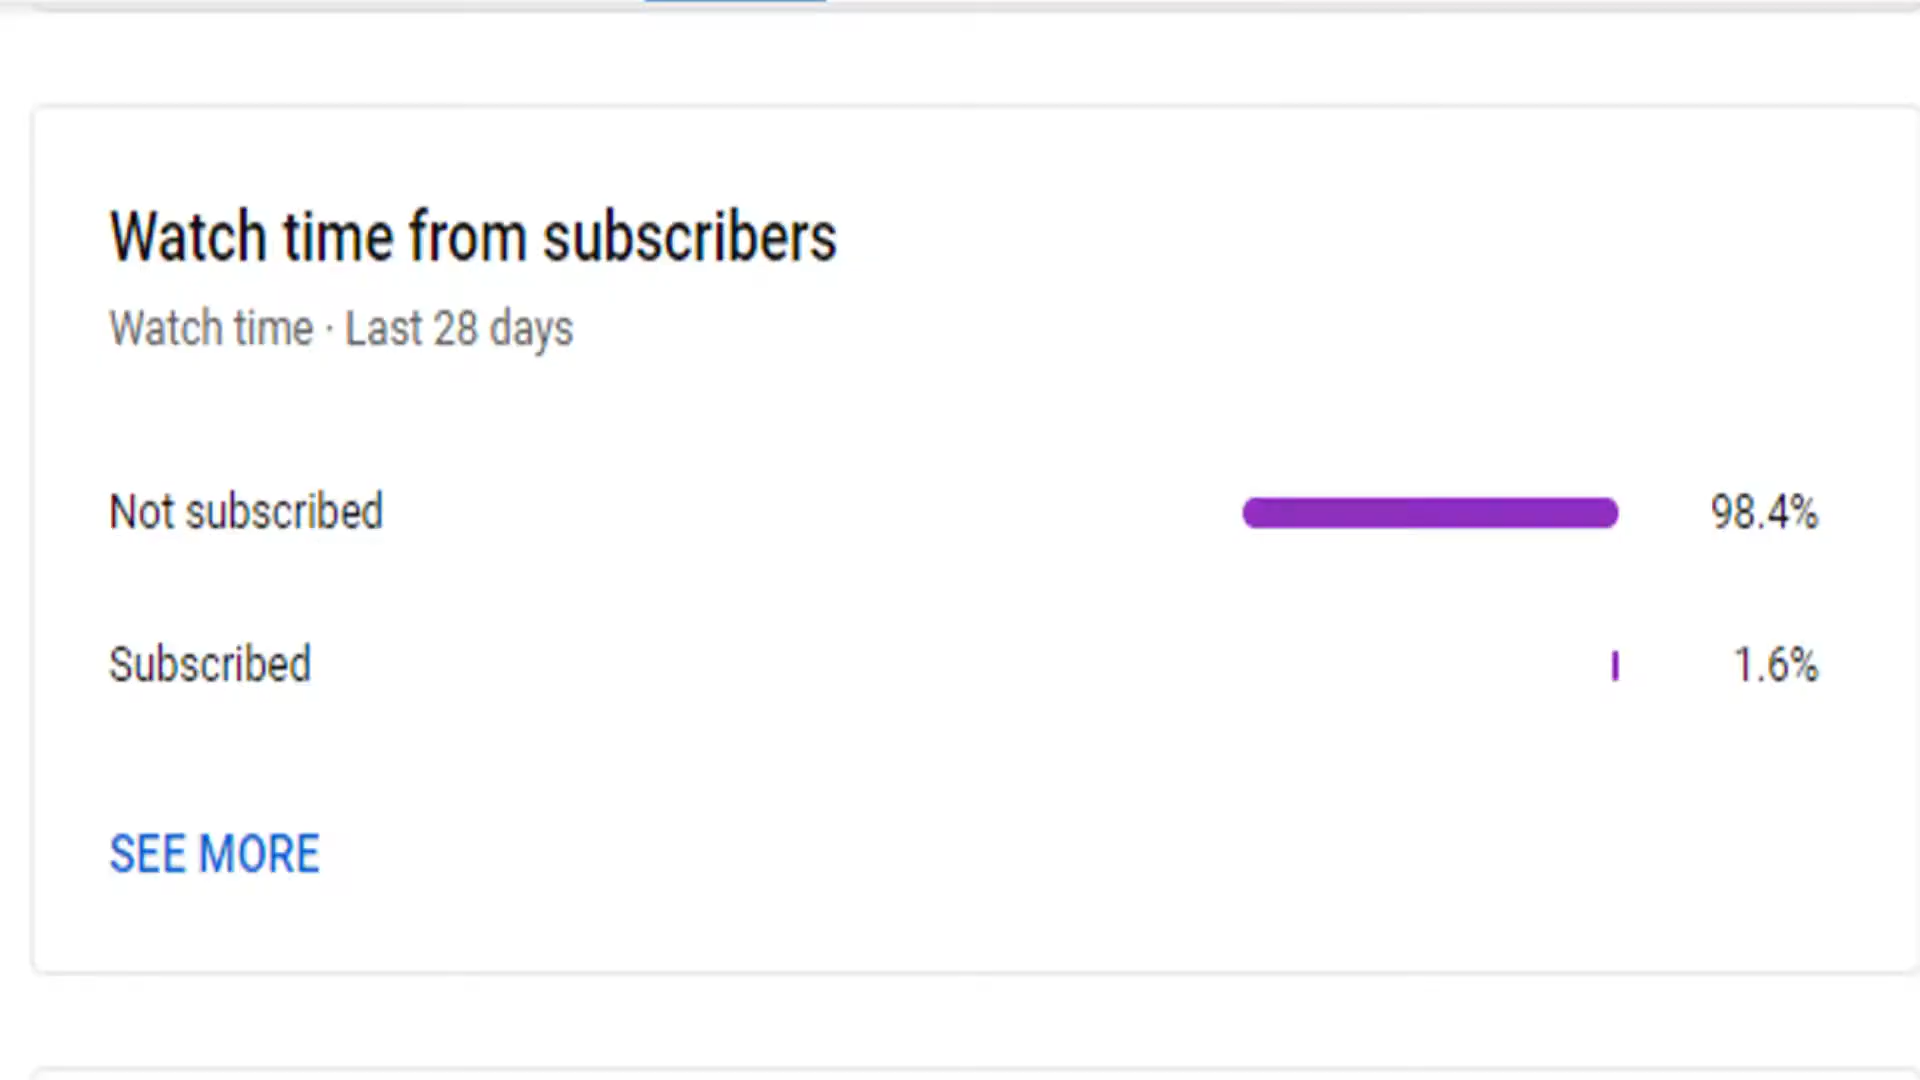 Watch time from subscribers
Watch time · Last 28 days
Not subscribed 98.4%
Subscribed 1.6%
SEE MORE